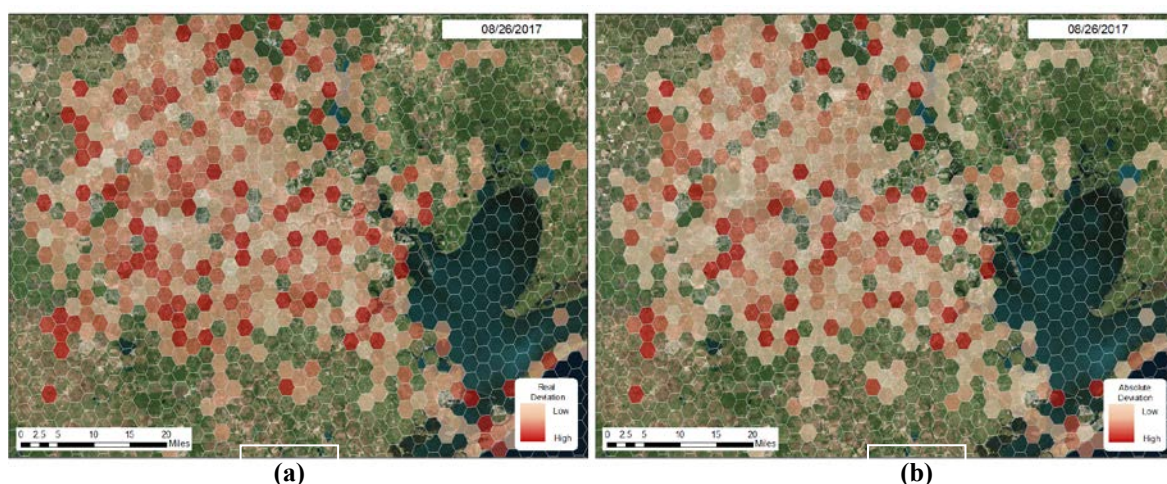 08/26/2017
Real
Deviation
Low
High
0 2.5 5 10 15 20
Miles
(a)
08/26/2017
Absolute
Deviation
Low
High
0 2.5 5 10 15 20
Miles
(b)